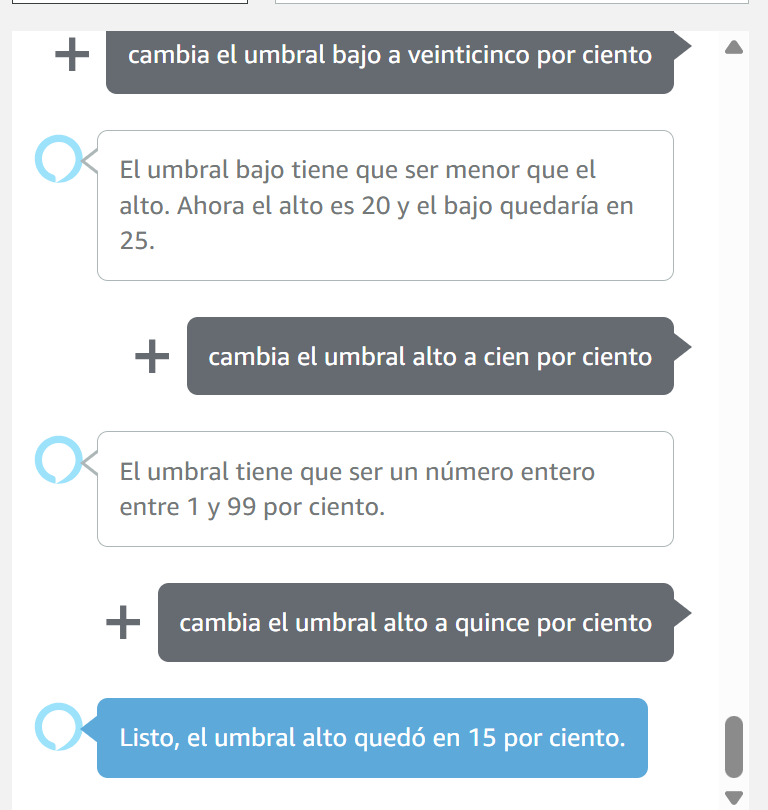 cambia el umbral bajo a veinticinco por ciento
El umbral bajo tiene que ser menor que el
alto. Ahora el alto es 20 y el bajo quedaría en
25.
cambia el umbral alto a cien por ciento
El umbral tiene que ser un número entero
entre 1 y 99 por ciento.
cambia el umbral alto a quince por ciento
Listo, el umbral alto quedó en 15 por ciento.